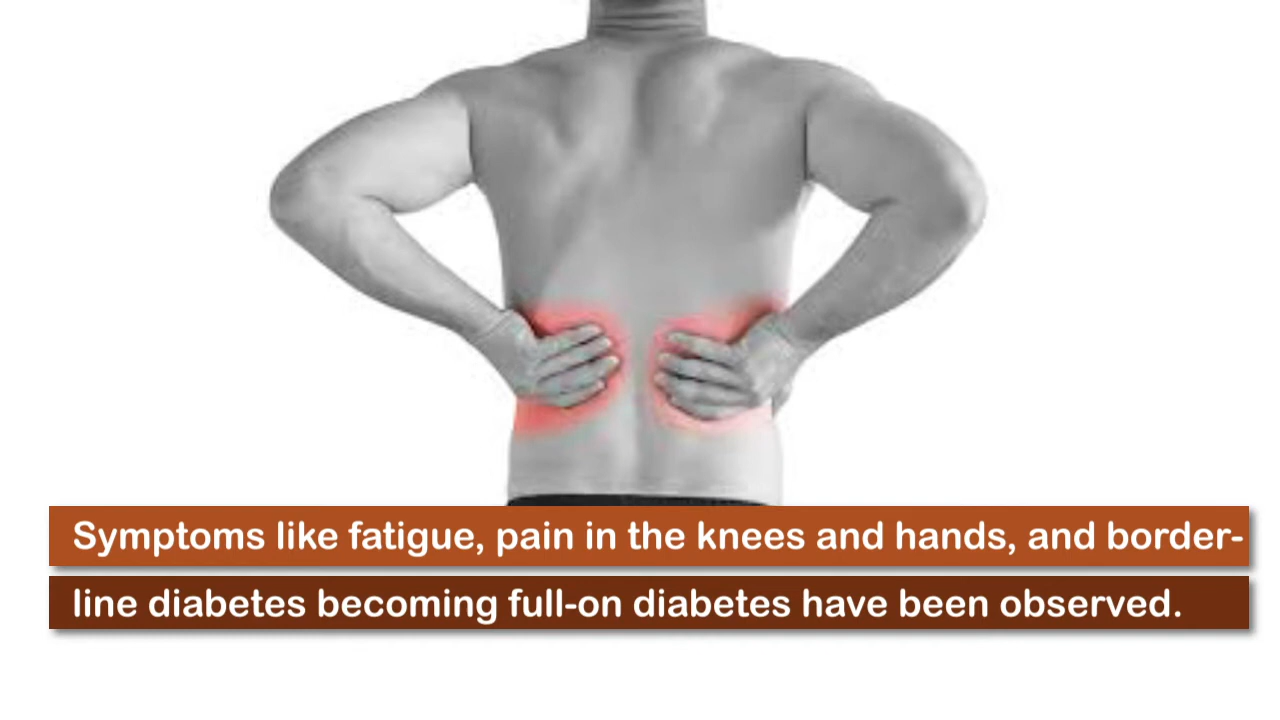 Symptoms like fatigue, pain in the knees and hands, and border-
line diabetes becoming full-on diabetes have been observed.